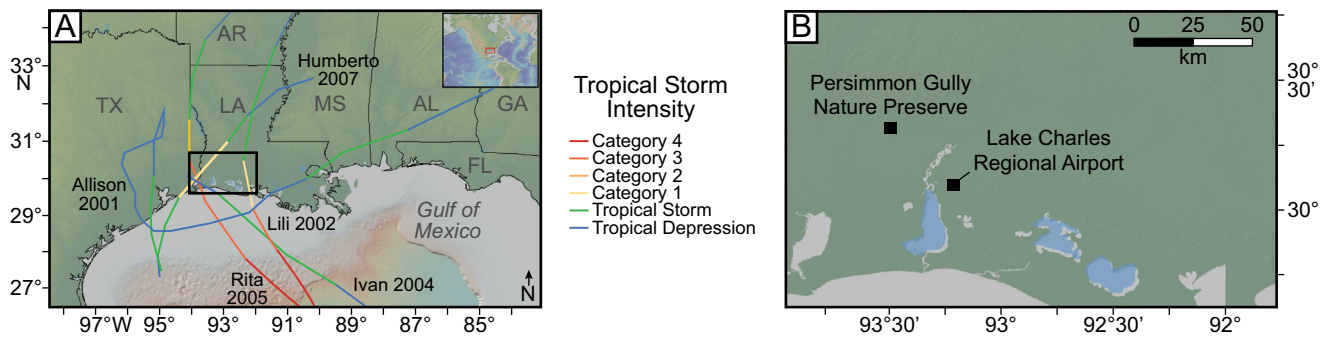 A
AR
Humberto
2007
33°
N
TX
LA
MS
AL
GA
31°
FL
Allison
2001
29°
Lili 2002
Gulf of
Mexico
Rita
2005
Ivan 2004
27°
N
97°W
95°
93°
91°
89°
87°
85°
Tropical Storm
Intensity
Category 4
Category 3
Category 2
Category 1
Tropical Storm
Tropical Depression
B
0
25
50
km
Persimmon Gully
Nature Preserve
Lake Charles
Regional Airport
30°
30'
30°
93°30'
93°
92°30'
92°